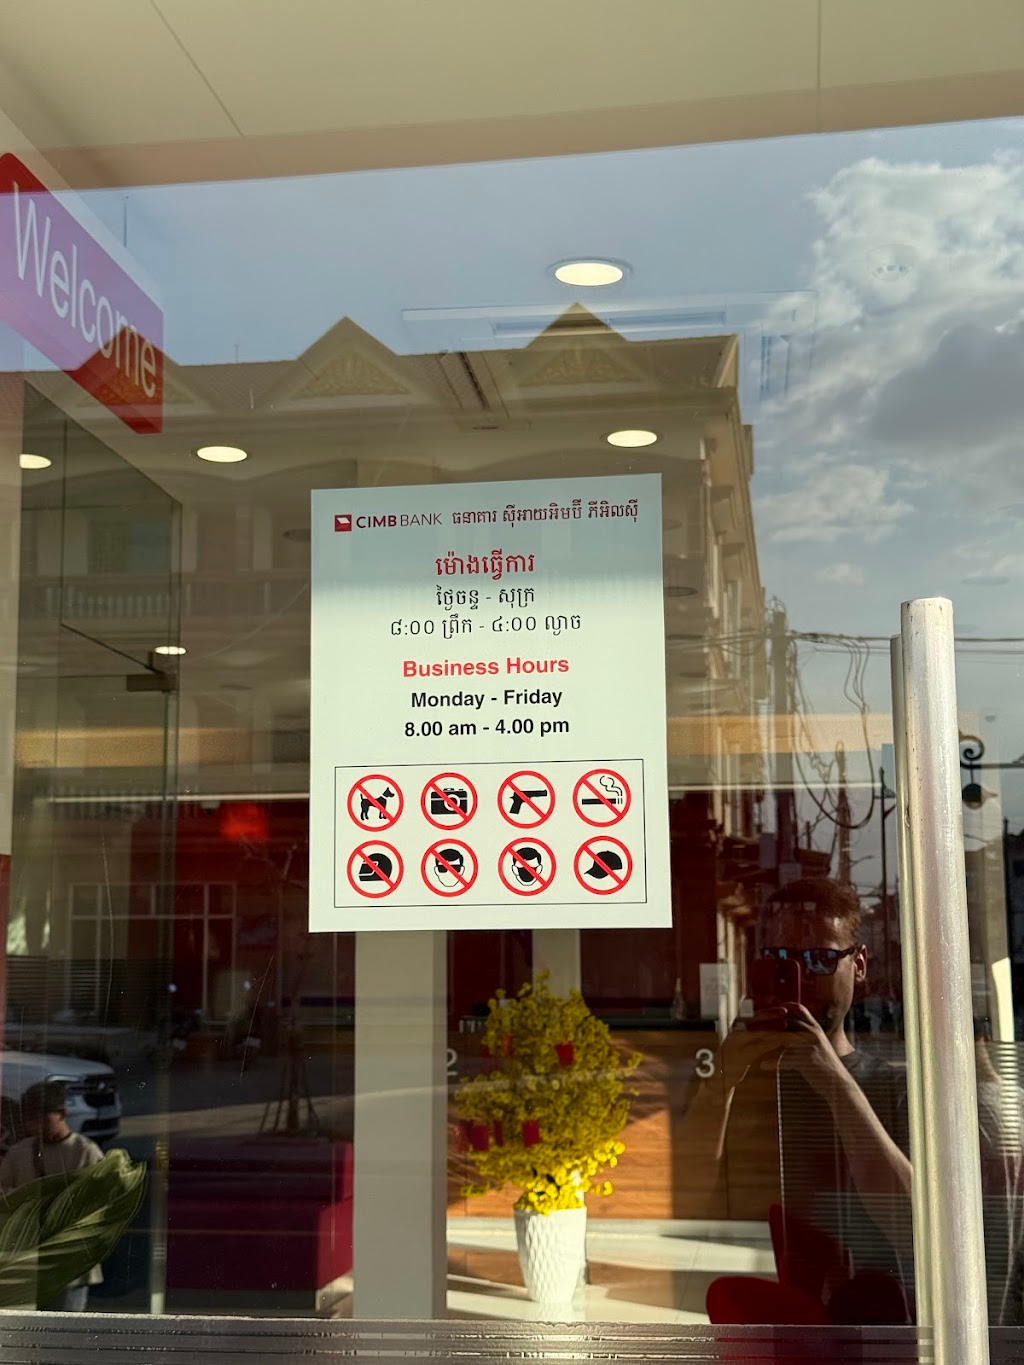 Welcome
CIMB BANK ធនាគារ ស៊ីអាយអិមប៊ី ភីអិលស៊ី
ម៉ោងធ្វើការ
ថ្ងៃចន្ទ - សុក្រ
៨:០០ ព្រឹក - ៤:០០ ល្ងាច
Business Hours
Monday - Friday
8.00 am - 4.00 pm
2
3